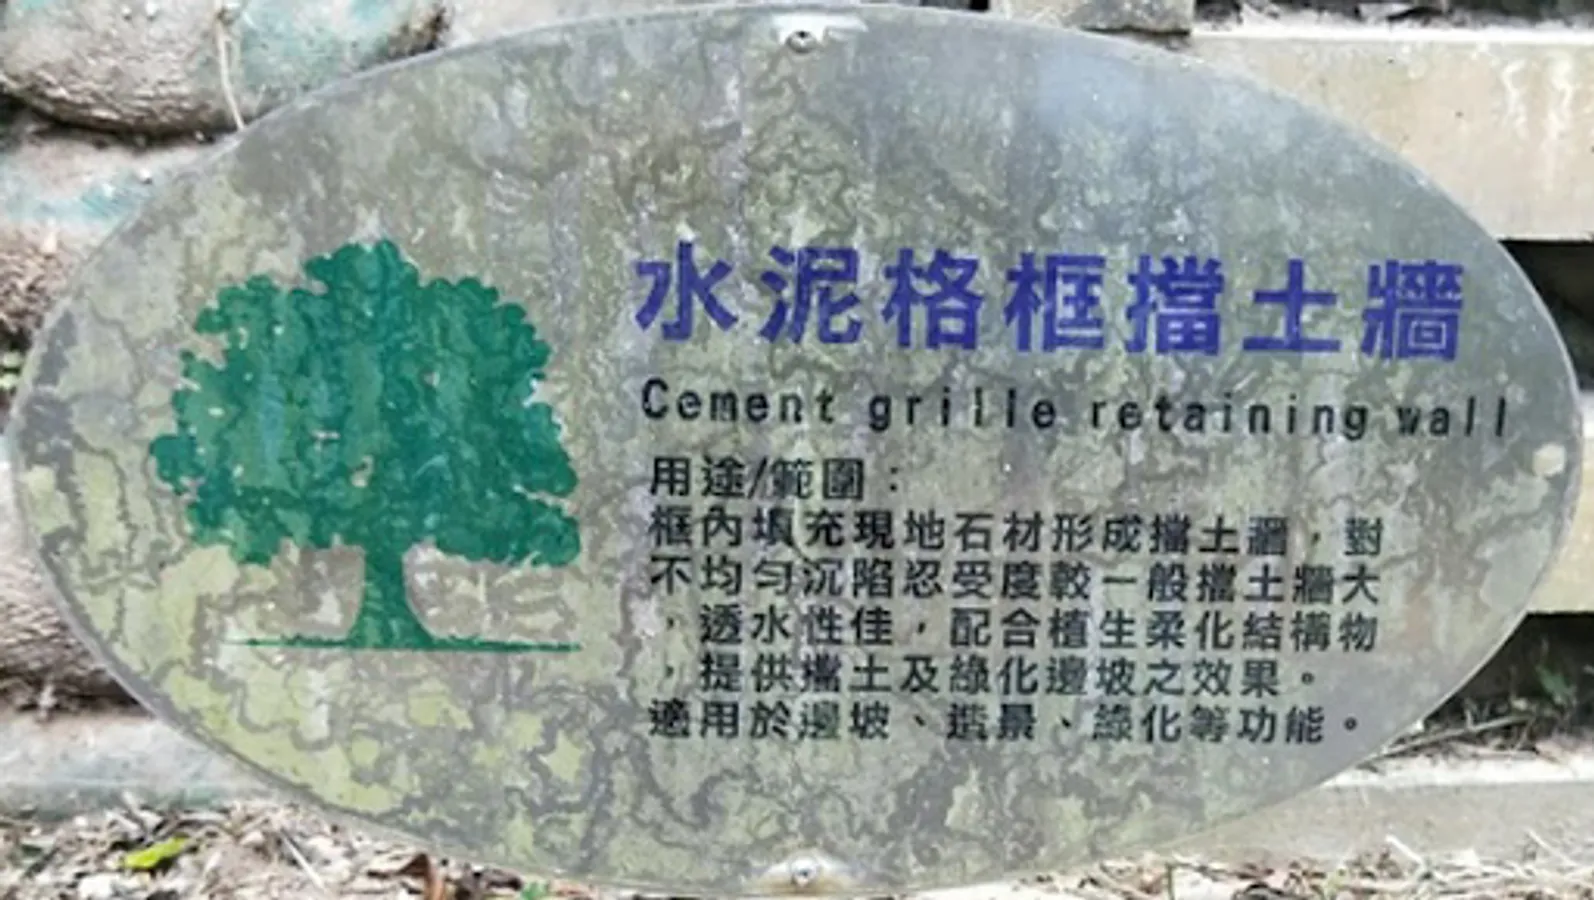 水泥格框擋土牆
Cement grille retaining wall
用途/範圍：
框內填充現地石材形成擋土牆，對
不均勻沉陷忍受度較一般擋土牆大
，透水性佳，配合植生柔化結構物
，提供擋土及綠化邊坡之效果。
適用於邊坡、造景、綠化等功能。